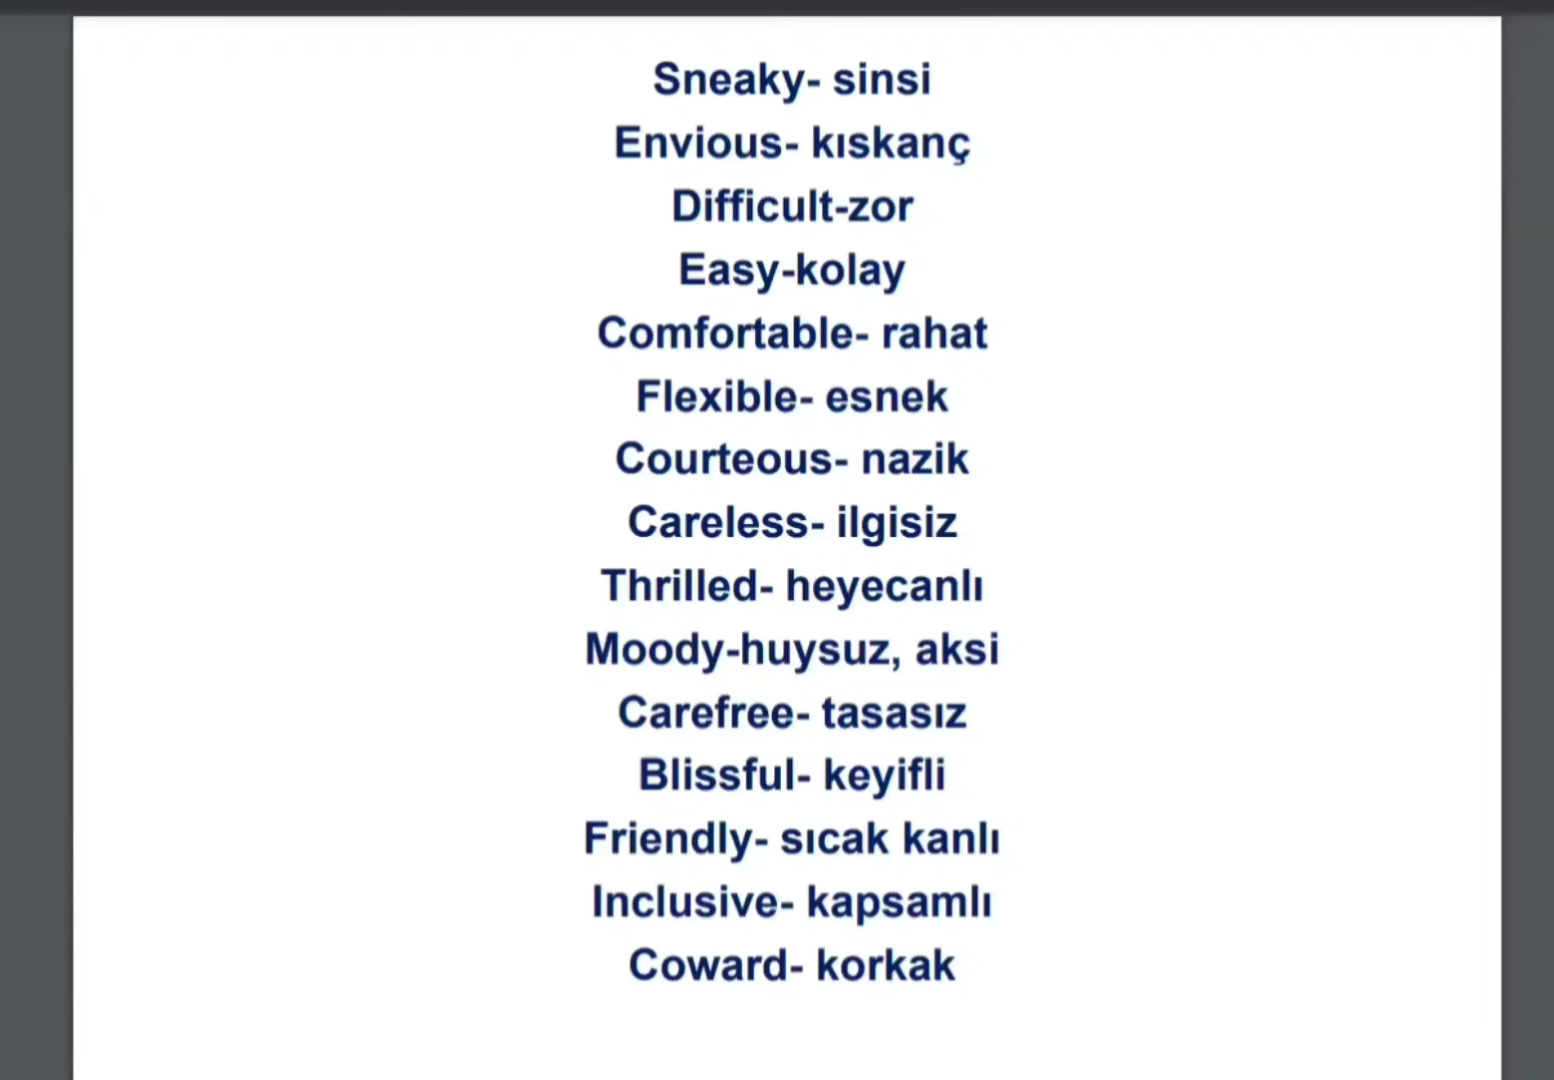 Sneaky- sinsi
Envious- kıskanç
Difficult-zor
Easy-kolay
Comfortable- rahat
Flexible- esnek
Courteous- nazik
Careless- ilgisiz
Thrilled- heyecanlı
Moody-huysuz, aksi
Carefree- tasasız
Blissful- keyifli
Friendly- sıcak kanlı
Inclusive- kapsamlı
Coward- korkak